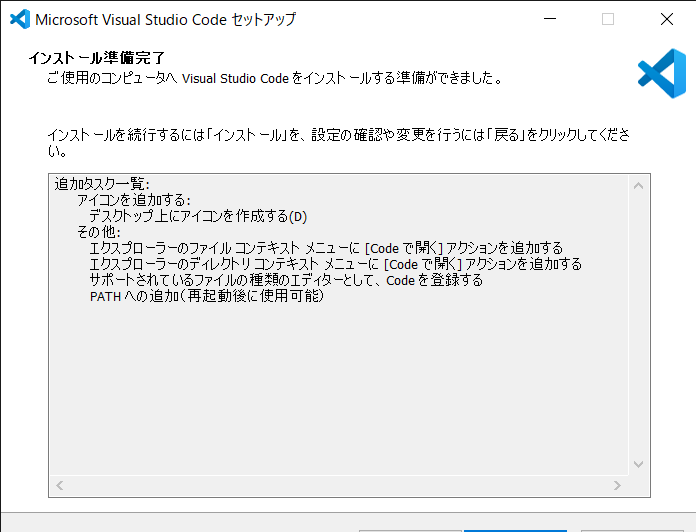 Microsoft Visual Studio Code セットアップ
インストール準備完了
ご使用のコンピュータへ Visual Studio Code をインストールする準備ができました。
インストールを続行するには「インストール」を、設定の確認や変更を行うには「戻る」をクリックしてくださ
い。
追加タスク一覧:
アイコンを追加する:
デスクトップ上にアイコンを作成する(D)
その他:
エクスプローラーのファイル コンテキスト メニューに [Code で開く] アクションを追加する
エクスプローラーのディレクトリ コンテキスト メニューに [Code で開く] アクションを追加する
サポートされているファイルの種類のエディターとして、Code を登録する
PATH への追加（再起動後に使用可能）